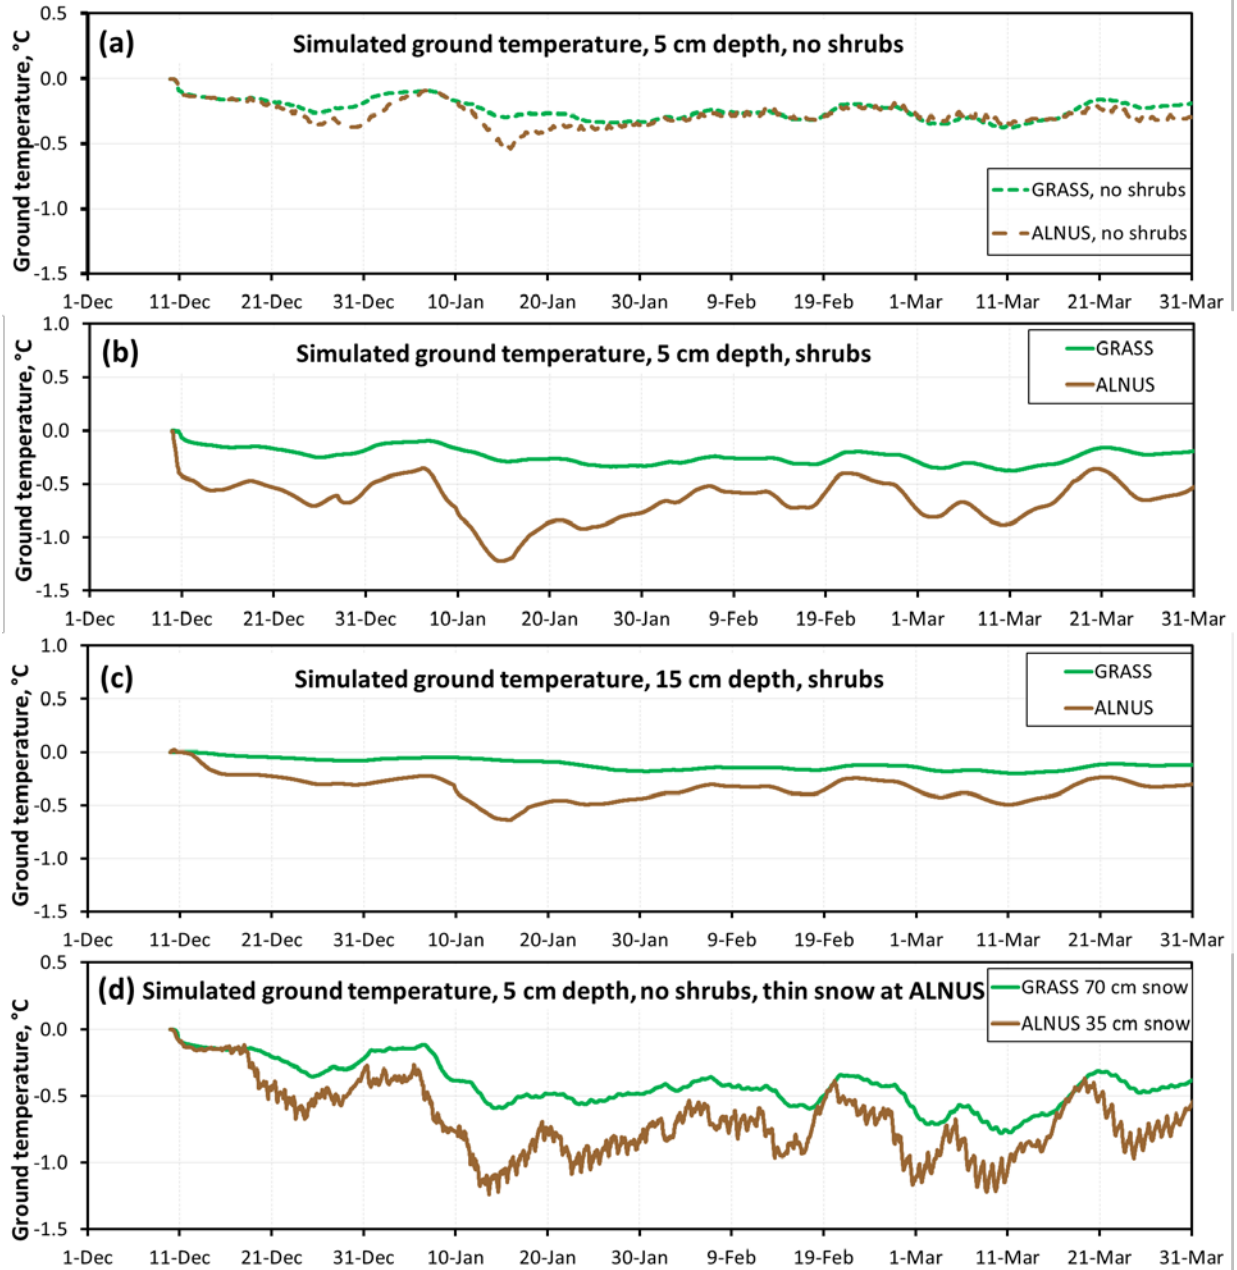 0.5
(a)
Simulated ground temperature, 5 cm depth, no shrubs
0.0
-0.5
-1.0
-1.5
Ground temperature, °C
GRASS, no shrubs
ALNUS, no shrubs
1-Dec 11-Dec 21-Dec 31-Dec 10-Jan 20-Jan 30-Jan 9-Feb 19-Feb 1-Mar 11-Mar 21-Mar 31-Mar
1.0
(b)
Simulated ground temperature, 5 cm depth, shrubs
GRASS
ALNUS
0.5
0.0
-0.5
-1.0
-1.5
Ground temperature, °C
1-Dec 11-Dec 21-Dec 31-Dec 10-Jan 20-Jan 30-Jan 9-Feb 19-Feb 1-Mar 11-Mar 21-Mar 31-Mar
1.0
(c)
Simulated ground temperature, 15 cm depth, shrubs
GRASS
ALNUS
0.5
0.0
-0.5
-1.0
-1.5
Ground temperature, °C
1-Dec 11-Dec 21-Dec 31-Dec 10-Jan 20-Jan 30-Jan 9-Feb 19-Feb 1-Mar 11-Mar 21-Mar 31-Mar
0.5
(d) Simulated ground temperature, 5 cm depth, no shrubs, thin snow at ALNUS
GRASS 70 cm snow
ALNUS 35 cm snow
0.0
-0.5
-1.0
-1.5
Ground temperature, °C
1-Dec 11-Dec 21-Dec 31-Dec 10-Jan 20-Jan 30-Jan 9-Feb 19-Feb 1-Mar 11-Mar 21-Mar 31-Mar